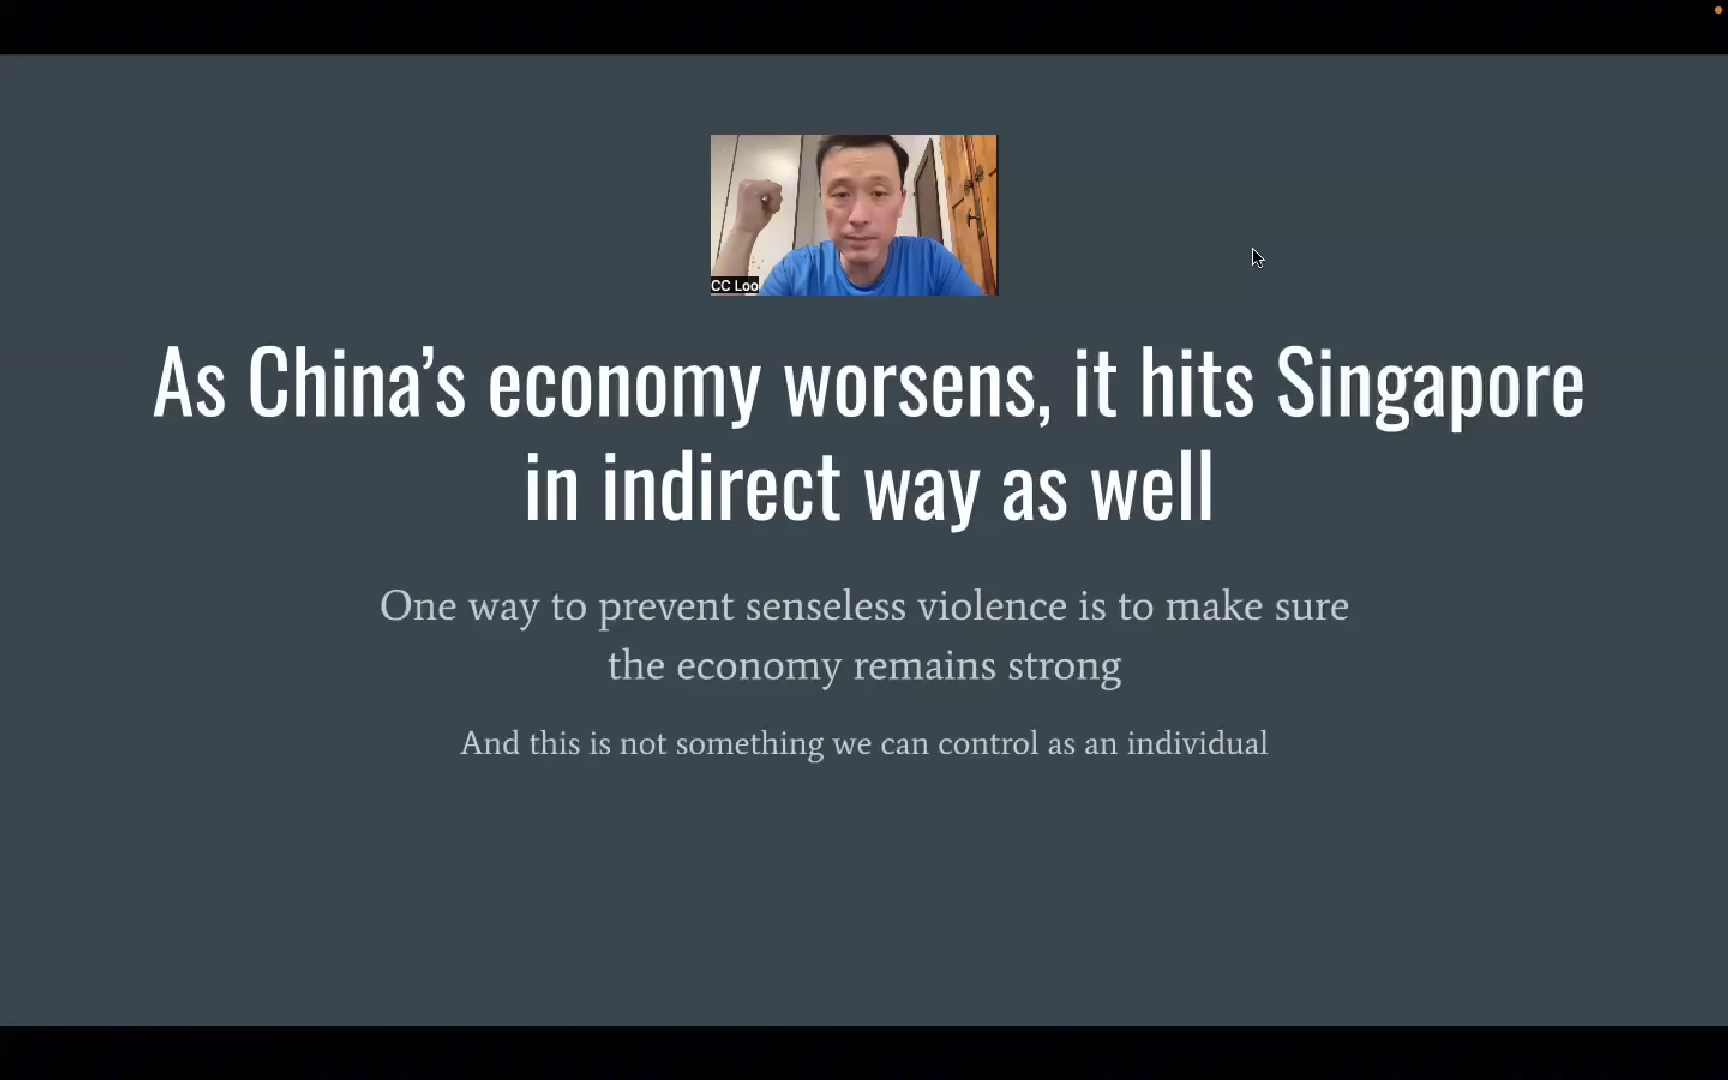 CC Loo
As China’s economy worsens, it hits Singapore
in indirect way as well
One way to prevent senseless violence is to make sure
the economy remains strong
And this is not something we can control as an individual